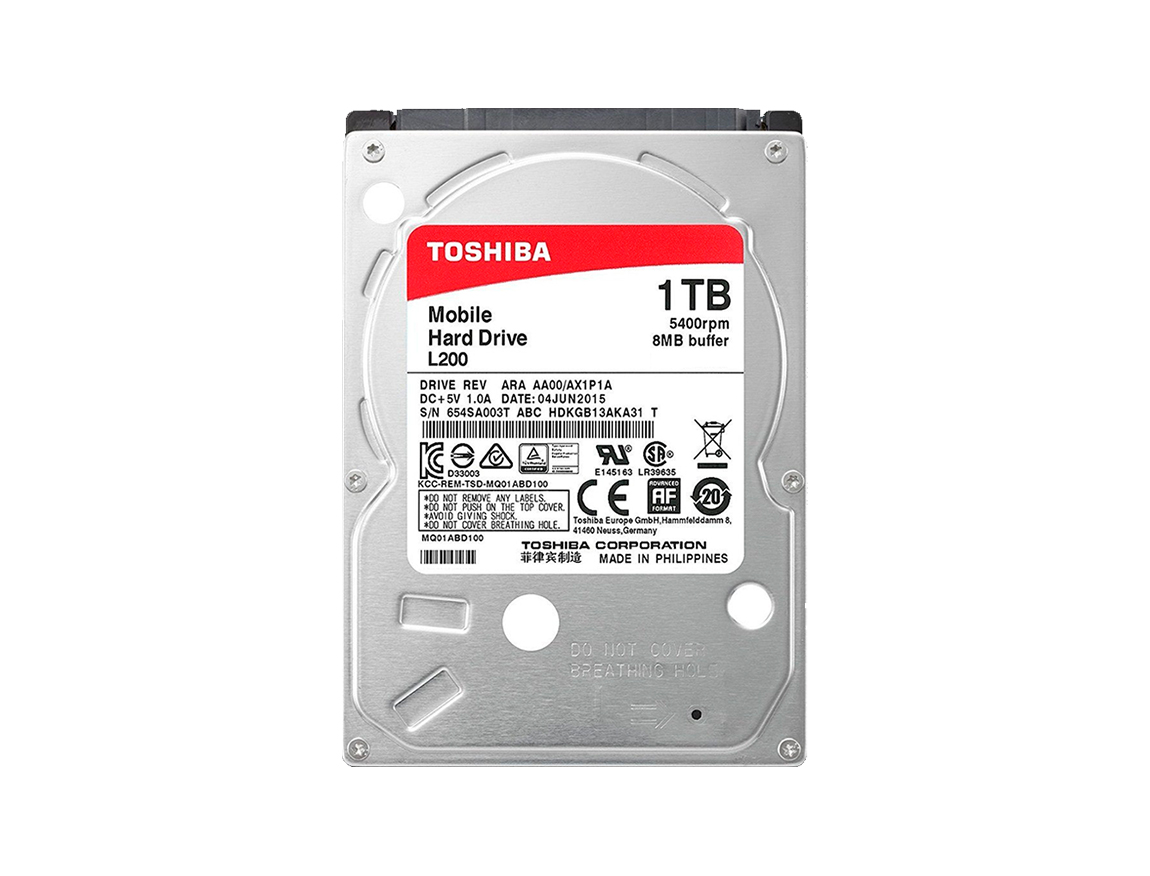 TOSHIBA
1TB
5400rpm
8MB buffer
Mobile
Hard Drive
L200
DRIVE REV ARA AA00/AX1P1A
DC+5V 1.0A DATE:04JUN2015
S/N 654SA003T ABC HDKGB13AKA31 T
D33003
E145163 LR39635
KCC-REM-TSD-MQ01ABD100
*DO NOT REMOVE ANY LABELS.
*DO NOT PUSH ON THE TOP COVER.
*AVOID GIVING SHOCK.
*DO NOT COVER BREATHING HOLE.
CE
ADVANCED
AF
FORMAT
20
Toshiba Europe GmbH,Hammfelddamm 8,
41460 Neuss,Germany
MQ01ABD100
TOSHIBA CORPORATION
菲律宾制造 MADE IN PHILIPPINES
DO NOT COVER
BREATHING HOLE